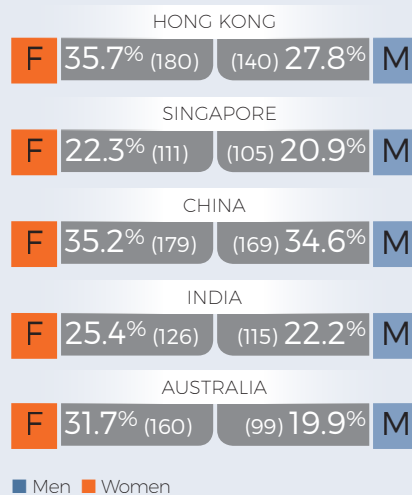 HONG KONG
F 35.7% (180) (140) 27.8% M
SINGAPORE
F 22.3% (111) (105) 20.9% M
CHINA
F 35.2% (179) (169) 34.6% M
INDIA
F 25.4% (126) (115) 22.2% M
AUSTRALIA
F 31.7% (160) (99) 19.9% M
Men Women